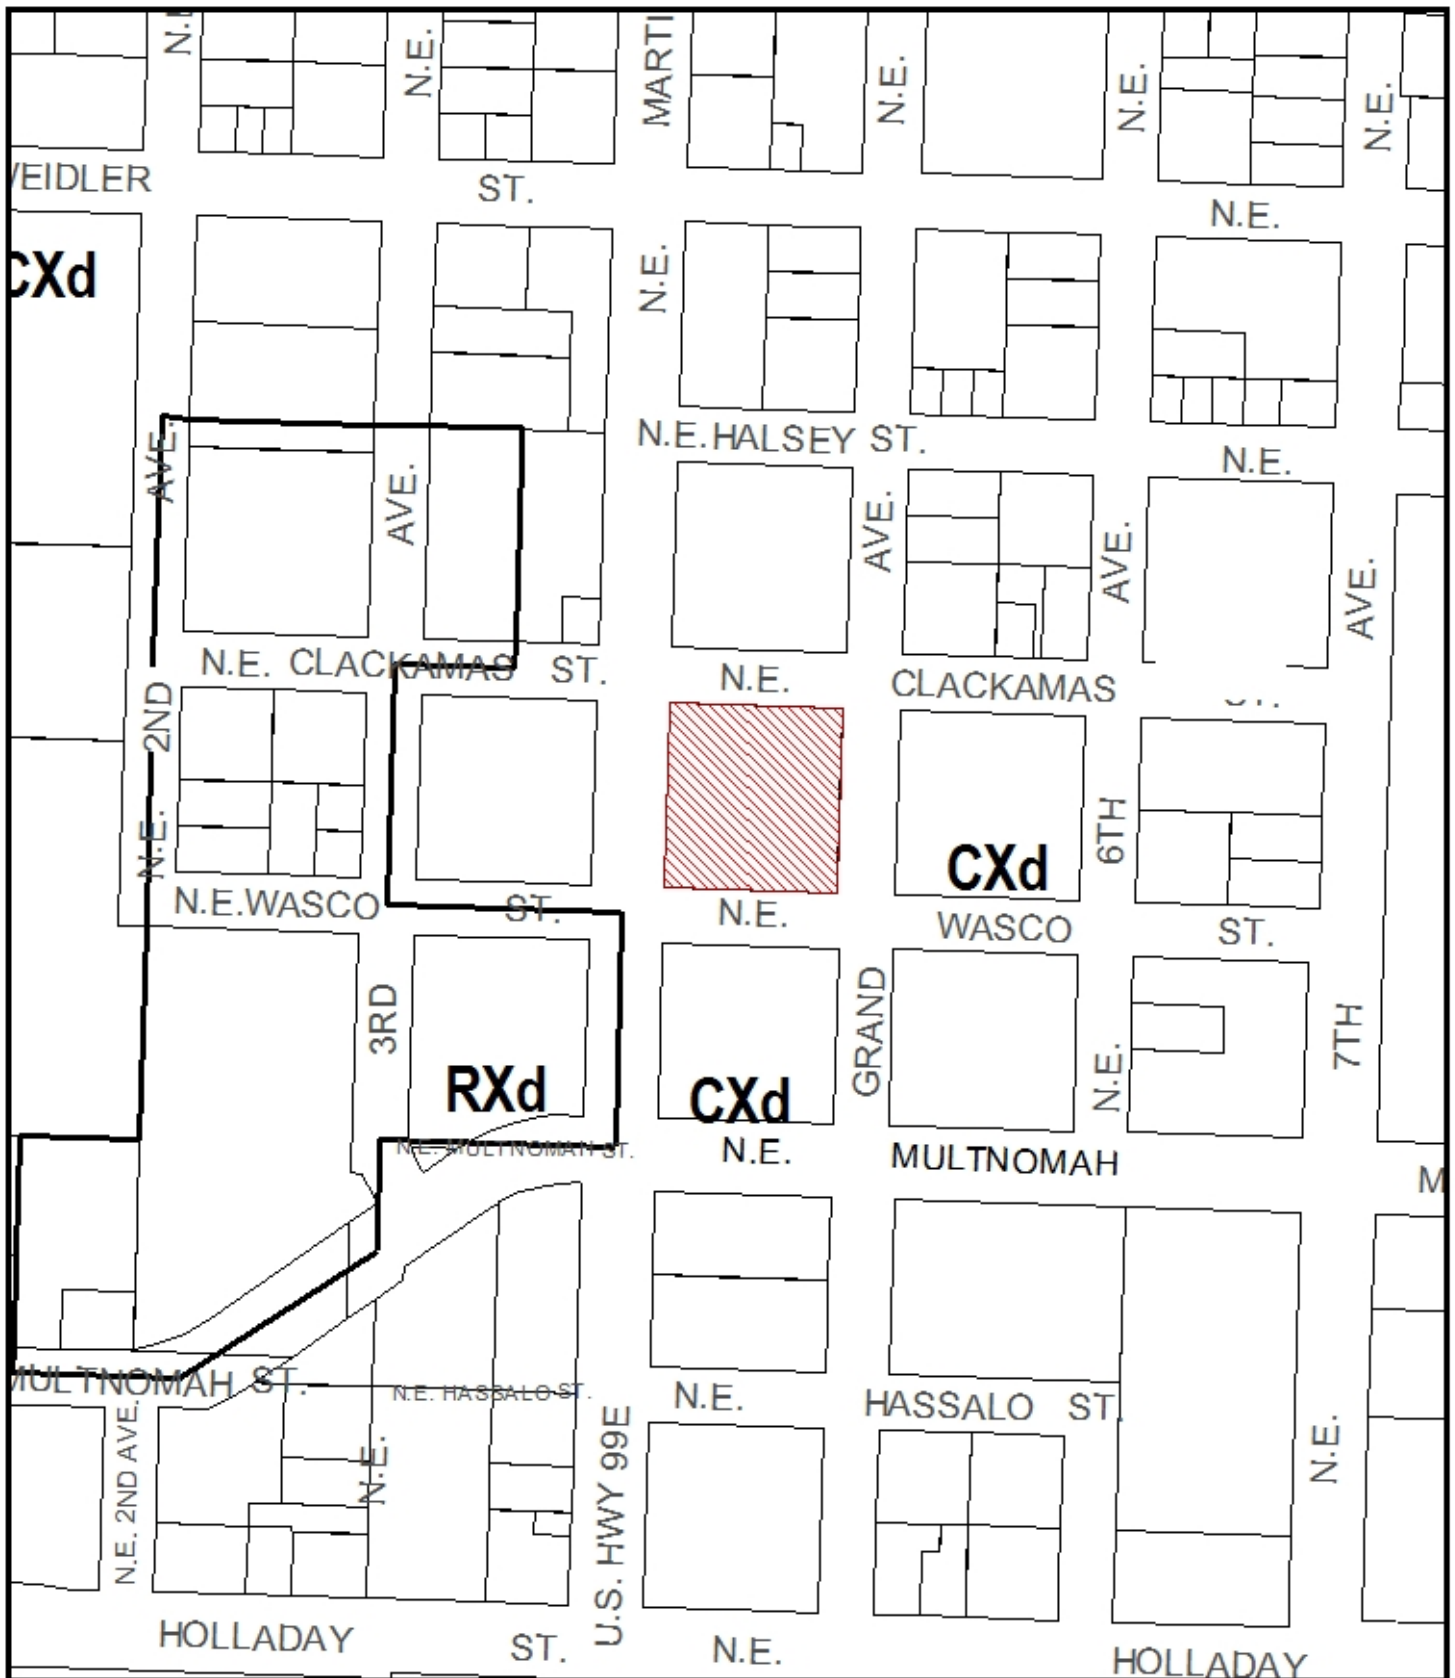 N.E.
N.E.
MARTI
N.E.
N.E.
N.E.
EIDLER
ST.
N.E.
CXd
N.E.
AVE.
AVE.
N.E. HALSEY ST.
N.E.
AVE.
AVE.
AVE.
N.E. CLACKAMAS ST.
N.E.
CLACKAMAS
N.E. 2ND
6TH
CXd
N.E. WASCO
ST.
N.E.
WASCO
ST.
3RD
GRAND
N.E.
7TH
RXd
CXd
N.E. MULTNOMAH ST.
N.E.
MULTNOMAH
M
MULTNOMAH ST.
N.E. HASSALO ST.
N.E.
HASSALO ST.
N.E. 2ND AVE.
N.E.
U.S. HWY 99E
N.E.
HOLLADAY
ST.
N.E.
HOLLADAY